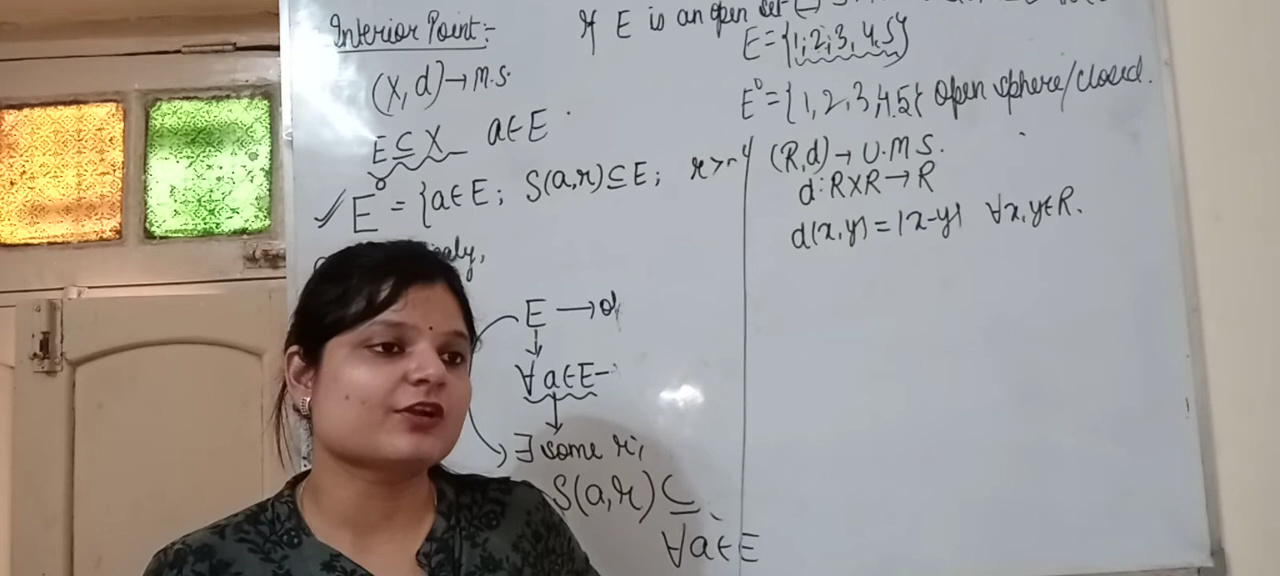 Interior Point:-
(X, d) → M.S.
E ⊆ X a ∈ E
E° = {a ∈ E; S(a,r) ⊆ E; r >
E →
↓
∀ a ∈ E -
↓
∃ some r;
S(a,r) ⊆
∀ a ∈ E
If E is an open set
E = {1,2,3,4,5}
E° = {1,2,3,4,5{ open sphere/closed.
(R,d) → U.M.S.
d: R×R → R
d(x,y) = |x-y| ∀ x,y ∈ R.